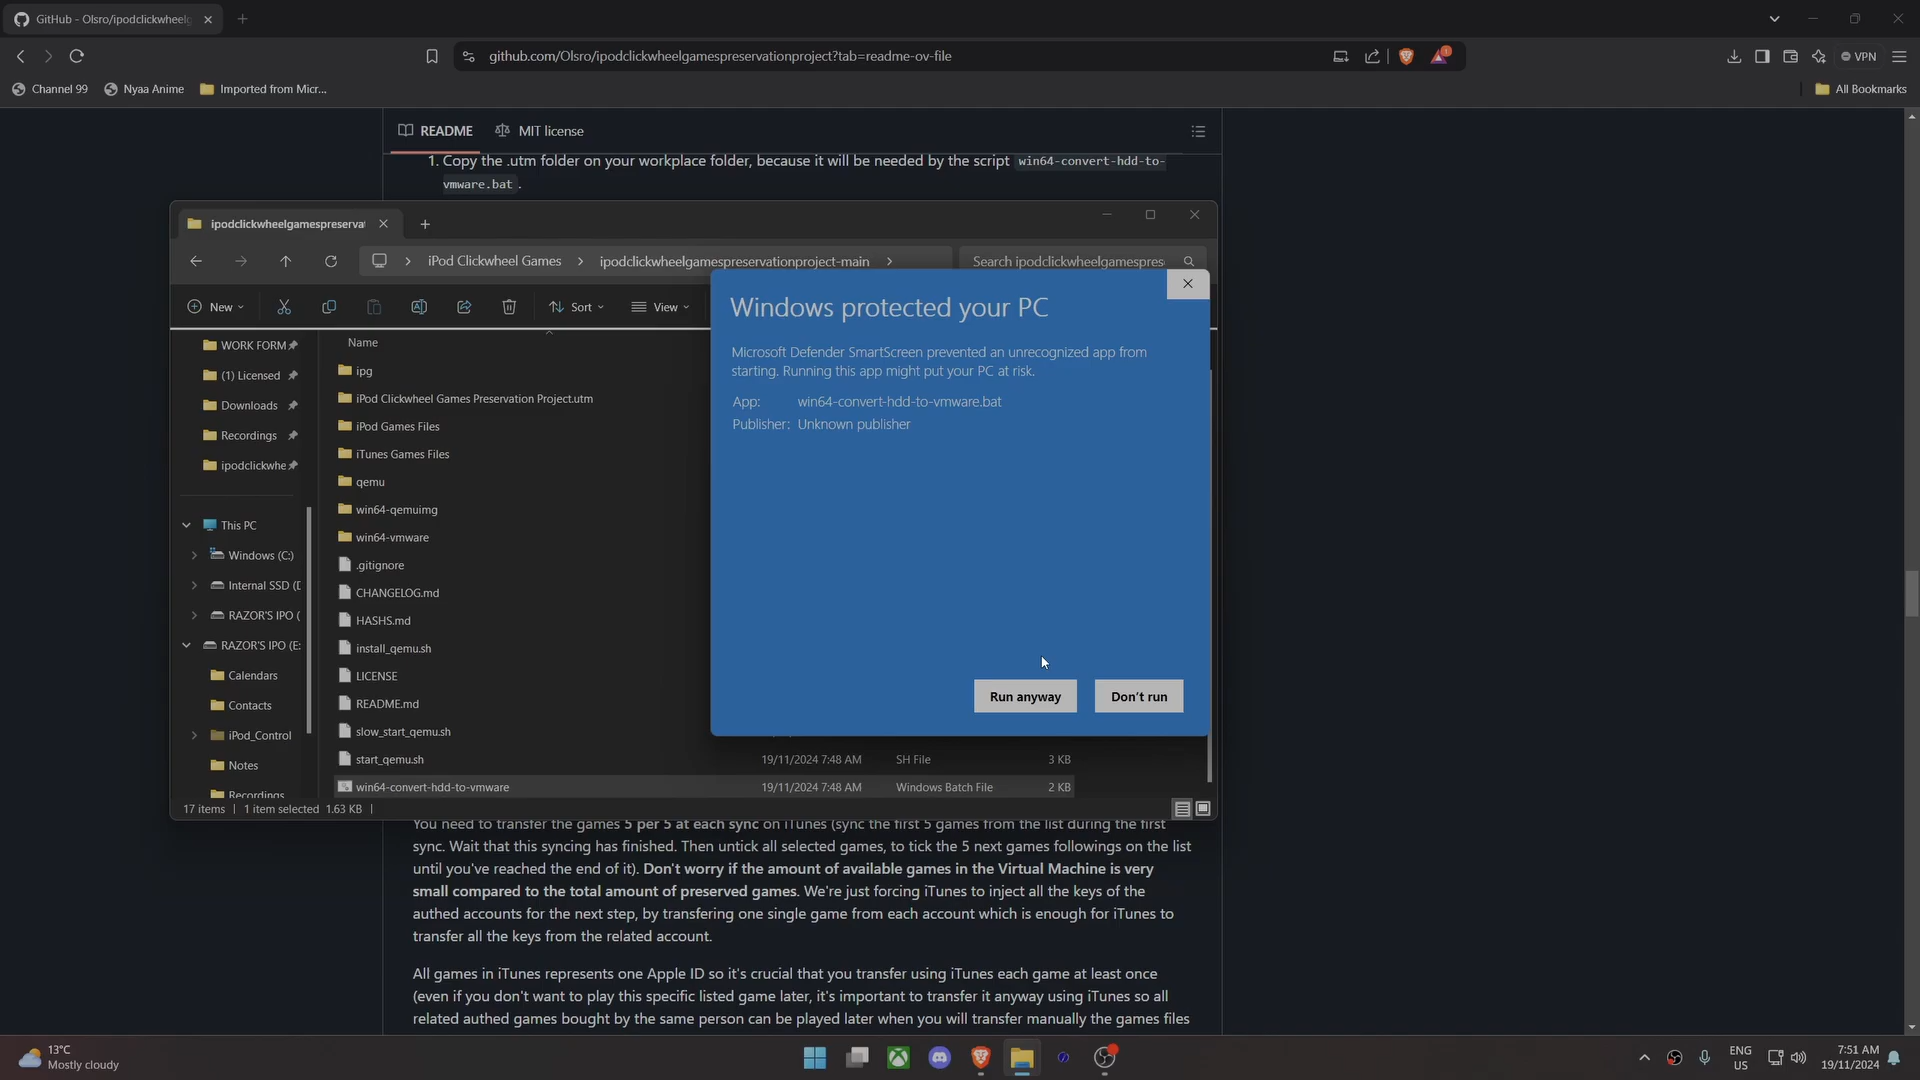 GitHub - Olsro/ipodclickwheelg
github.com/Olsro/ipodclickwheelgamespreservationproject?tab=readme-ov-file
1
VPN
Channel 99
Nyaa Anime
Imported from Micr...
All Bookmarks
README
MIT license
1. Copy the .utm folder on your workplace folder, because it will be needed by the script win64-convert-hdd-to-
vmware.bat .
ipodclickwheelgamespreservat
iPod Clickwheel Games > ipodclickwheelgamespreservationproject-main >
Search ipodclickwheelgamespres
New
Sort
View
Name
WORK FORM
(1) Licensed
Downloads
Recordings
ipodclickwhe
This PC
Windows (C:)
Internal SSD (D
RAZOR'S IPO (
RAZOR'S IPO (E:
Calendars
Contacts
iPod_Control
Notes
Recordings
ipg
iPod Clickwheel Games Preservation Project.utm
iPod Games Files
iTunes Games Files
qemu
win64-qemuimg
win64-vmware
.gitignore
CHANGELOG.md
HASHS.md
install_qemu.sh
LICENSE
README.md
slow_start_qemu.sh
start_qemu.sh 19/11/2024 7:48 AM SH File 3 KB
win64-convert-hdd-to-vmware 19/11/2024 7:48 AM Windows Batch File 2 KB
17 items | 1 item selected 1.63 KB |
Windows protected your PC
Microsoft Defender SmartScreen prevented an unrecognized app from
starting. Running this app might put your PC at risk.
App: win64-convert-hdd-to-vmware.bat
Publisher: Unknown publisher
Run anyway
Don't run
You need to transfer the games 5 per 5 at each sync on iTunes (sync the first 5 games from the list during the first
sync. Wait that this syncing has finished. Then untick all selected games, to tick the 5 next games followings on the list
until you've reached the end of it). Don't worry if the amount of available games in the Virtual Machine is very
small compared to the total amount of preserved games. We're just forcing iTunes to inject all the keys of the
authed accounts for the next step, by transfering one single game from each account which is enough for iTunes to
transfer all the keys from the related account.
All games in iTunes represents one Apple ID so it's crucial that you transfer using iTunes each game at least once
(even if you don't want to play this specific listed game later, it's important to transfer it anyway using iTunes so all
related authed games bought by the same person can be played later when you will transfer manually the games files
13°C
Mostly cloudy
ENG
US
7:51 AM
19/11/2024